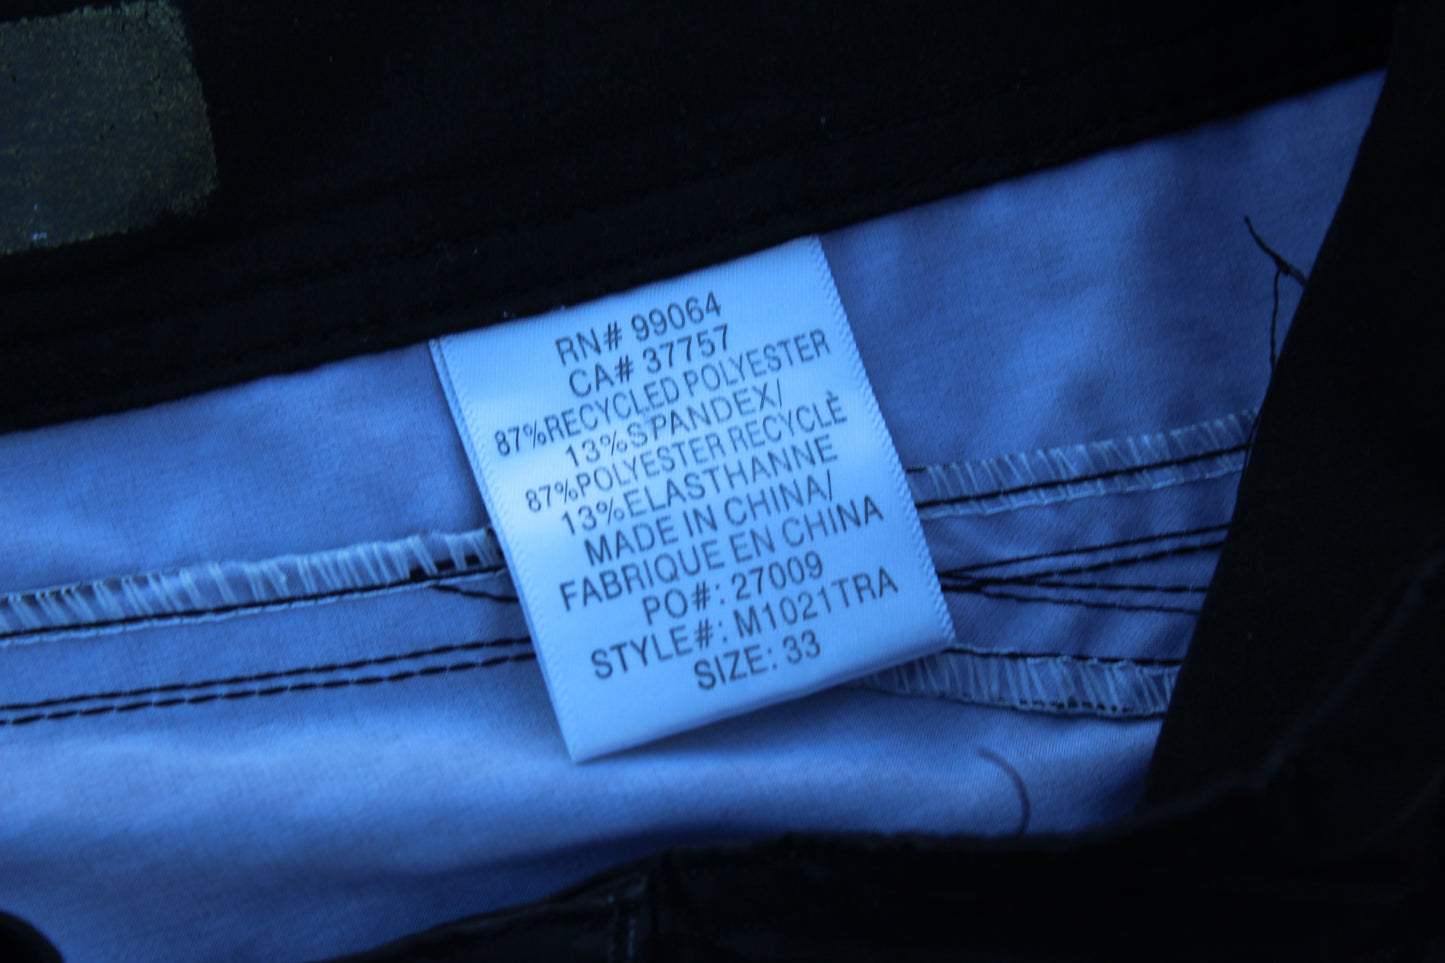 RN# 99064
CA# 37757
87%RECYCLED POLYESTER
13%SPANDEX/
87%POLYESTER RECYCLÈ
13%ELASTHANNE
MADE IN CHINA/
FABRIQUE EN CHINA
PO#: 27009
STYLE#: M1021TRA
SIZE: 33